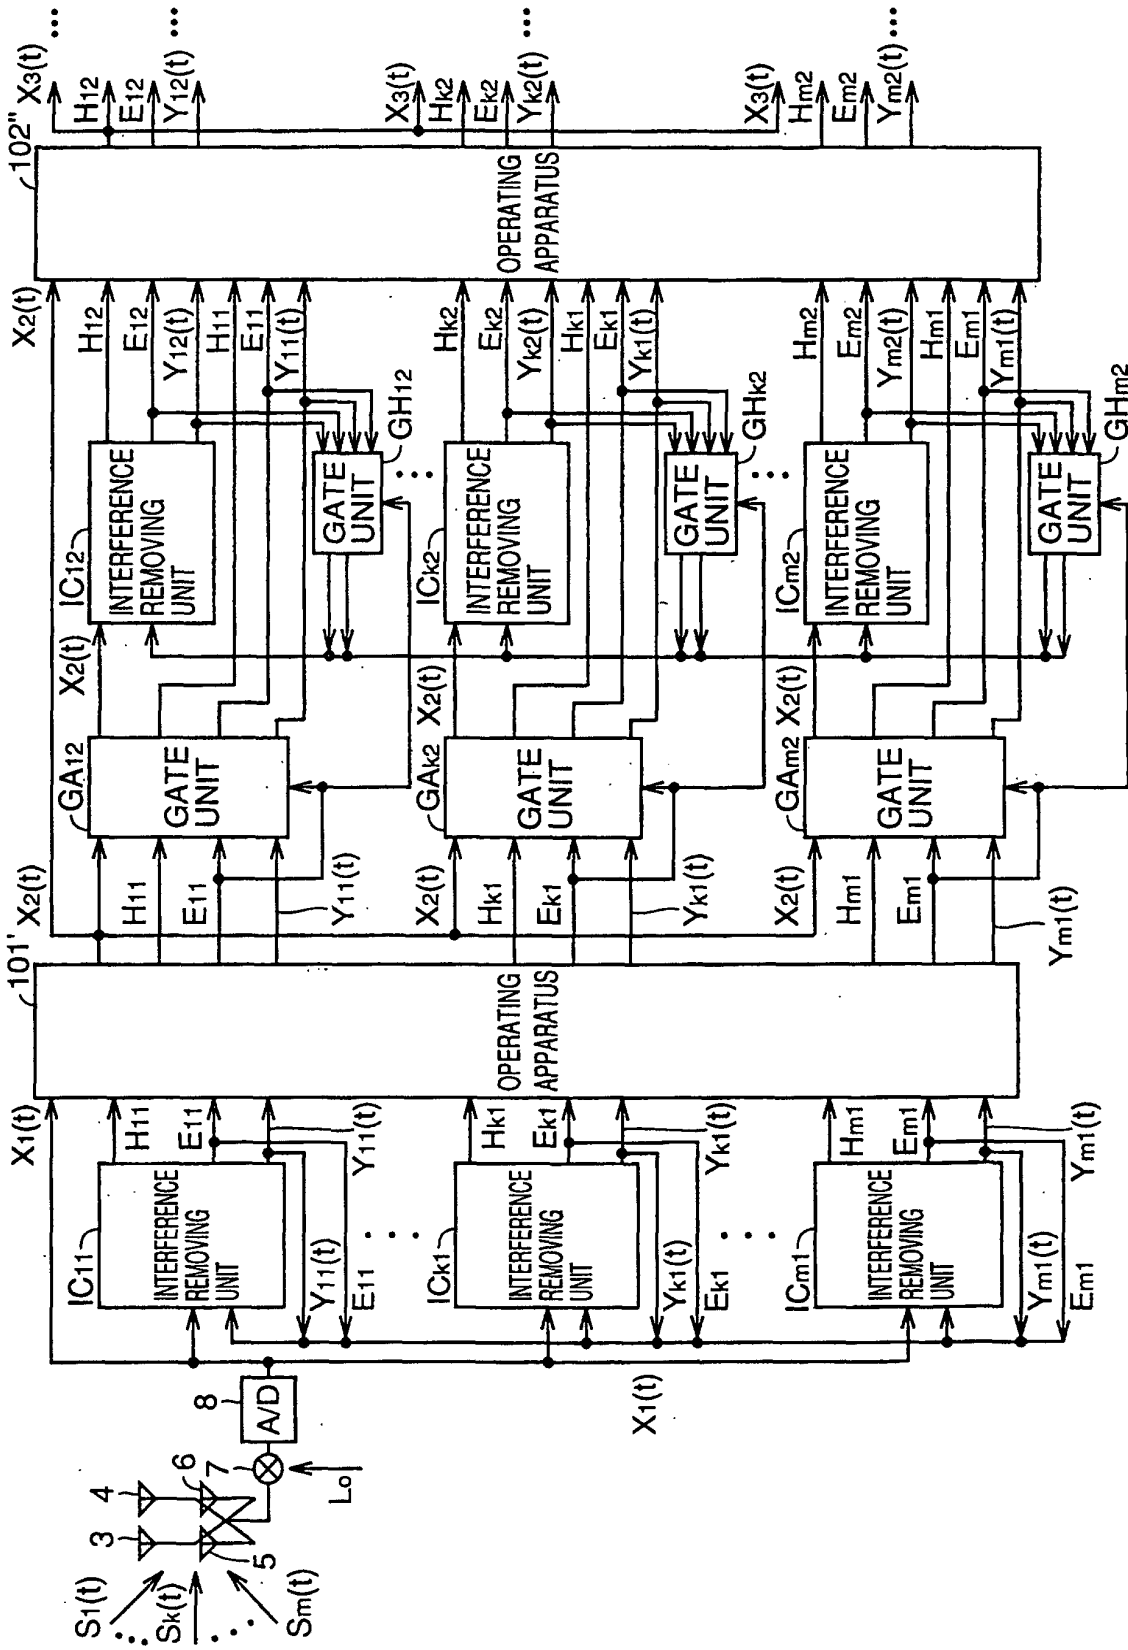 S1(t)
Sk(t)
Sm(t)
3
4
5
6
7
8
A/D
Lo
X1(t)
X1(t)
IC11
INTERFERENCE
REMOVING
UNIT
H11
E11
Y11(t)
Y11(t)
E11
ICk1
INTERFERENCE
REMOVING
UNIT
Hk1
Ek1
Yk1(t)
Yk1(t)
Ek1
ICm1
INTERFERENCE
REMOVING
UNIT
Hm1
Em1
Ym1(t)
Ym1(t)
Em1
101'
OPERATING
APPARATUS
X2(t)
X2(t)
H11
E11
Y11(t)
GA12
GATE
UNIT
X2(t)
IC12
INTERFERENCE
REMOVING
UNIT
GATE
UNIT
GH12
H12
E12
Y12(t)
H11
E11
Y11(t)
X2(t)
Hk1
Ek1
Yk1(t)
GAk2
GATE
UNIT
X2(t)
ICk2
INTERFERENCE
REMOVING
UNIT
GATE
UNIT
GHk2
Hk2
Ek2
Yk2(t)
Hk1
Ek1
Yk1(t)
X2(t)
Hm1
Em1
Ym1(t)
GAm2
GATE
UNIT
X2(t)
ICm2
INTERFERENCE
REMOVING
UNIT
GATE
UNIT
GHm2
Hm2
Em2
Ym2(t)
Hm1
Em1
Ym1(t)
102"
OPERATING
APPARATUS
X3(t)
H12
E12
Y12(t)
X3(t)
Hk2
Ek2
Yk2(t)
X3(t)
Hm2
Em2
Ym2(t)